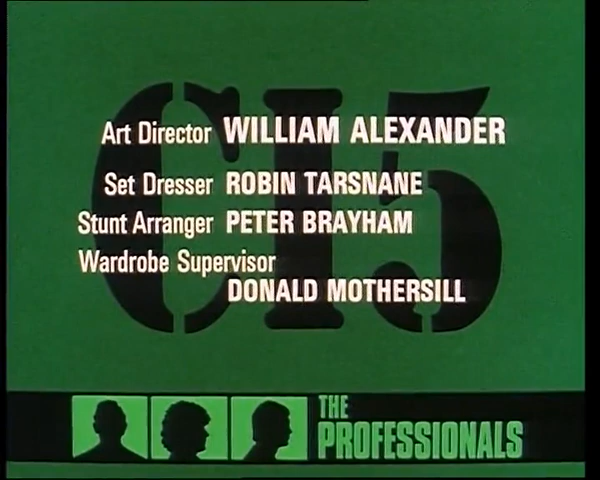 CI5
Art Director WILLIAM ALEXANDER
Set Dresser ROBIN TARSNANE
Stunt Arranger PETER BRAYHAM
Wardrobe Supervisor
DONALD MOTHERSILL
THE
PROFESSIONALS